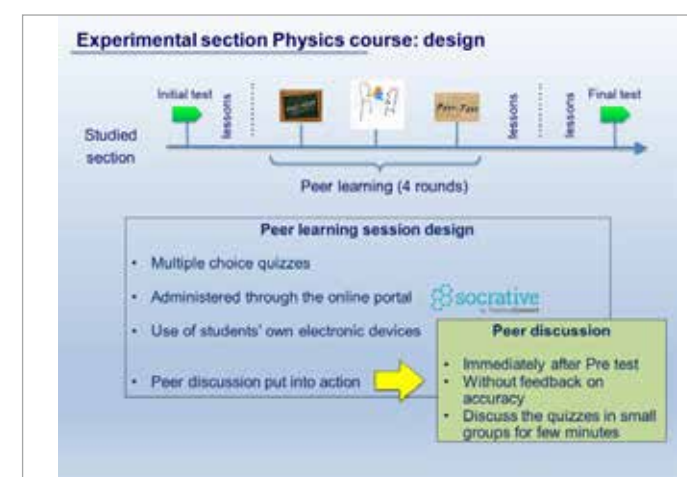 Experimental section Physics course: design
Initial test
lessons
Post-Test
lessons
lessons
Final test
Studied
section
Peer learning (4 rounds)
Peer learning session design
• Multiple choice quizzes
• Administered through the online portal
socrative
• Use of students' own electronic devices
• Peer discussion put into action
Peer discussion
• Immediately after Pre test
• Without feedback on
accuracy
• Discuss the quizzes in small
groups for few minutes